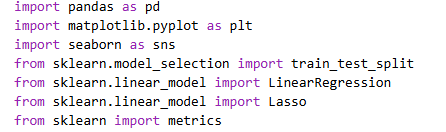 import pandas as pd
import matplotlib.pyplot as plt
import seaborn as sns
from sklearn.model_selection import train_test_split
from sklearn.linear_model import LinearRegression
from sklearn.linear_model import Lasso
from sklearn import metrics